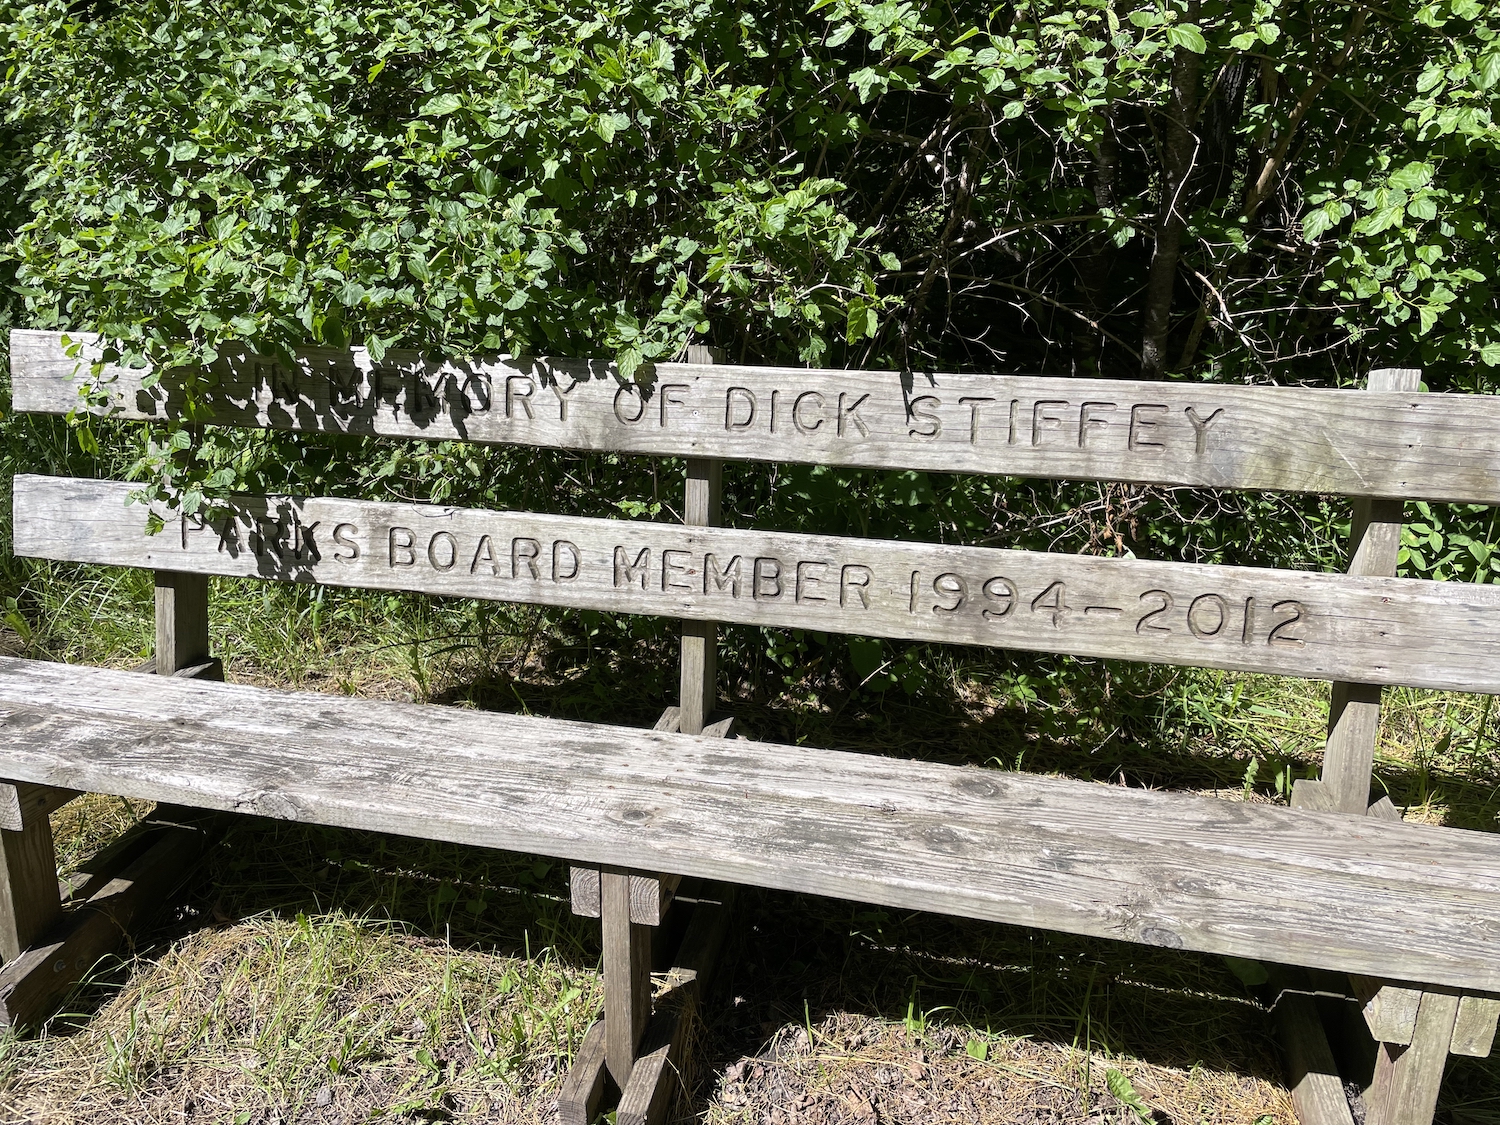 IN MEMORY OF DICK STIFFEY
PARKS BOARD MEMBER 1994-2012